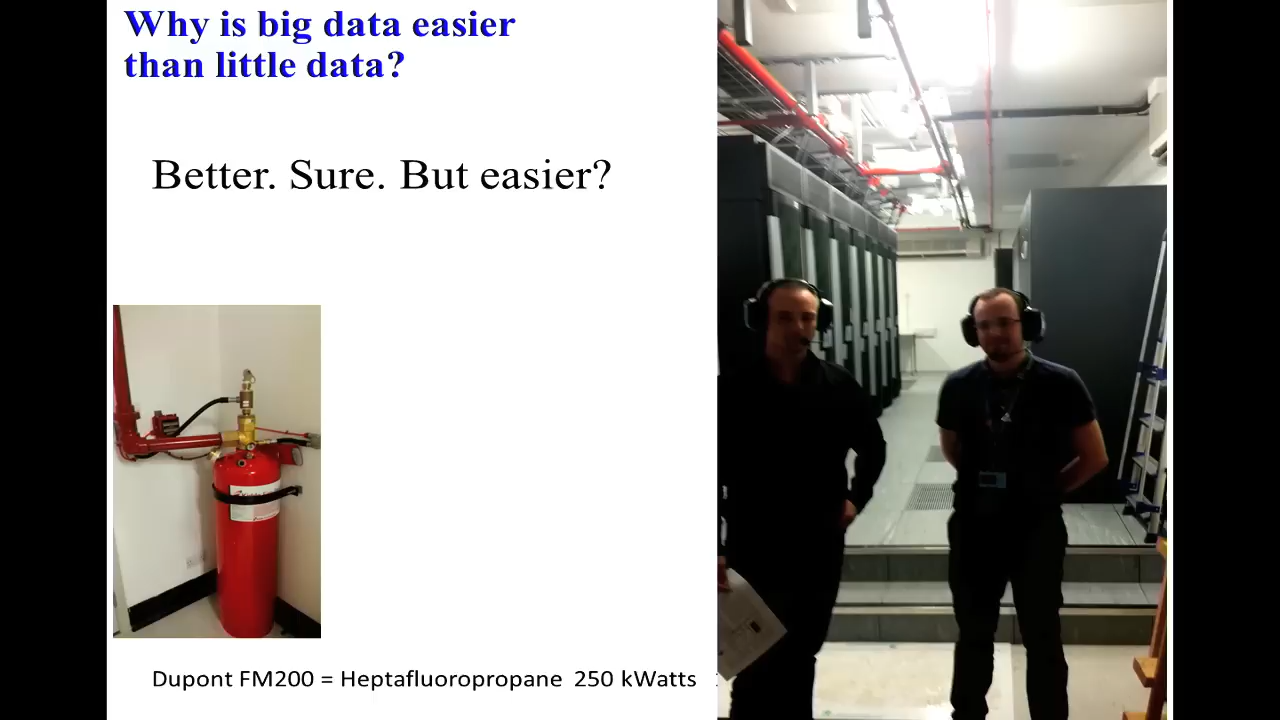 Why is big data easier
than little data?
Better. Sure. But easier?
Dupont FM200 = Heptafluoropropane 250 kWatts